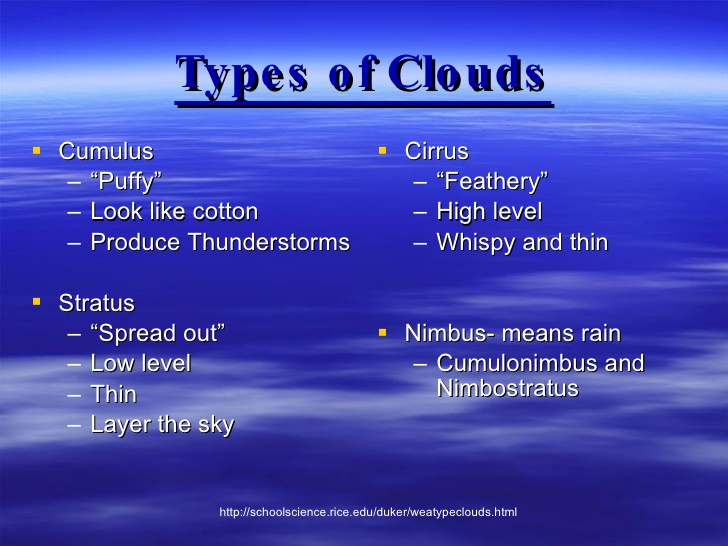 Types of Clouds
Cumulus
– “Puffy”
– Look like cotton
– Produce Thunderstorms
Stratus
– “Spread out”
– Low level
– Thin
– Layer the sky
Cirrus
– “Feathery”
– High level
– Whispy and thin
Nimbus- means rain
– Cumulonimbus and
Nimbostratus
http://schoolscience.rice.edu/duker/weatypeclouds.html